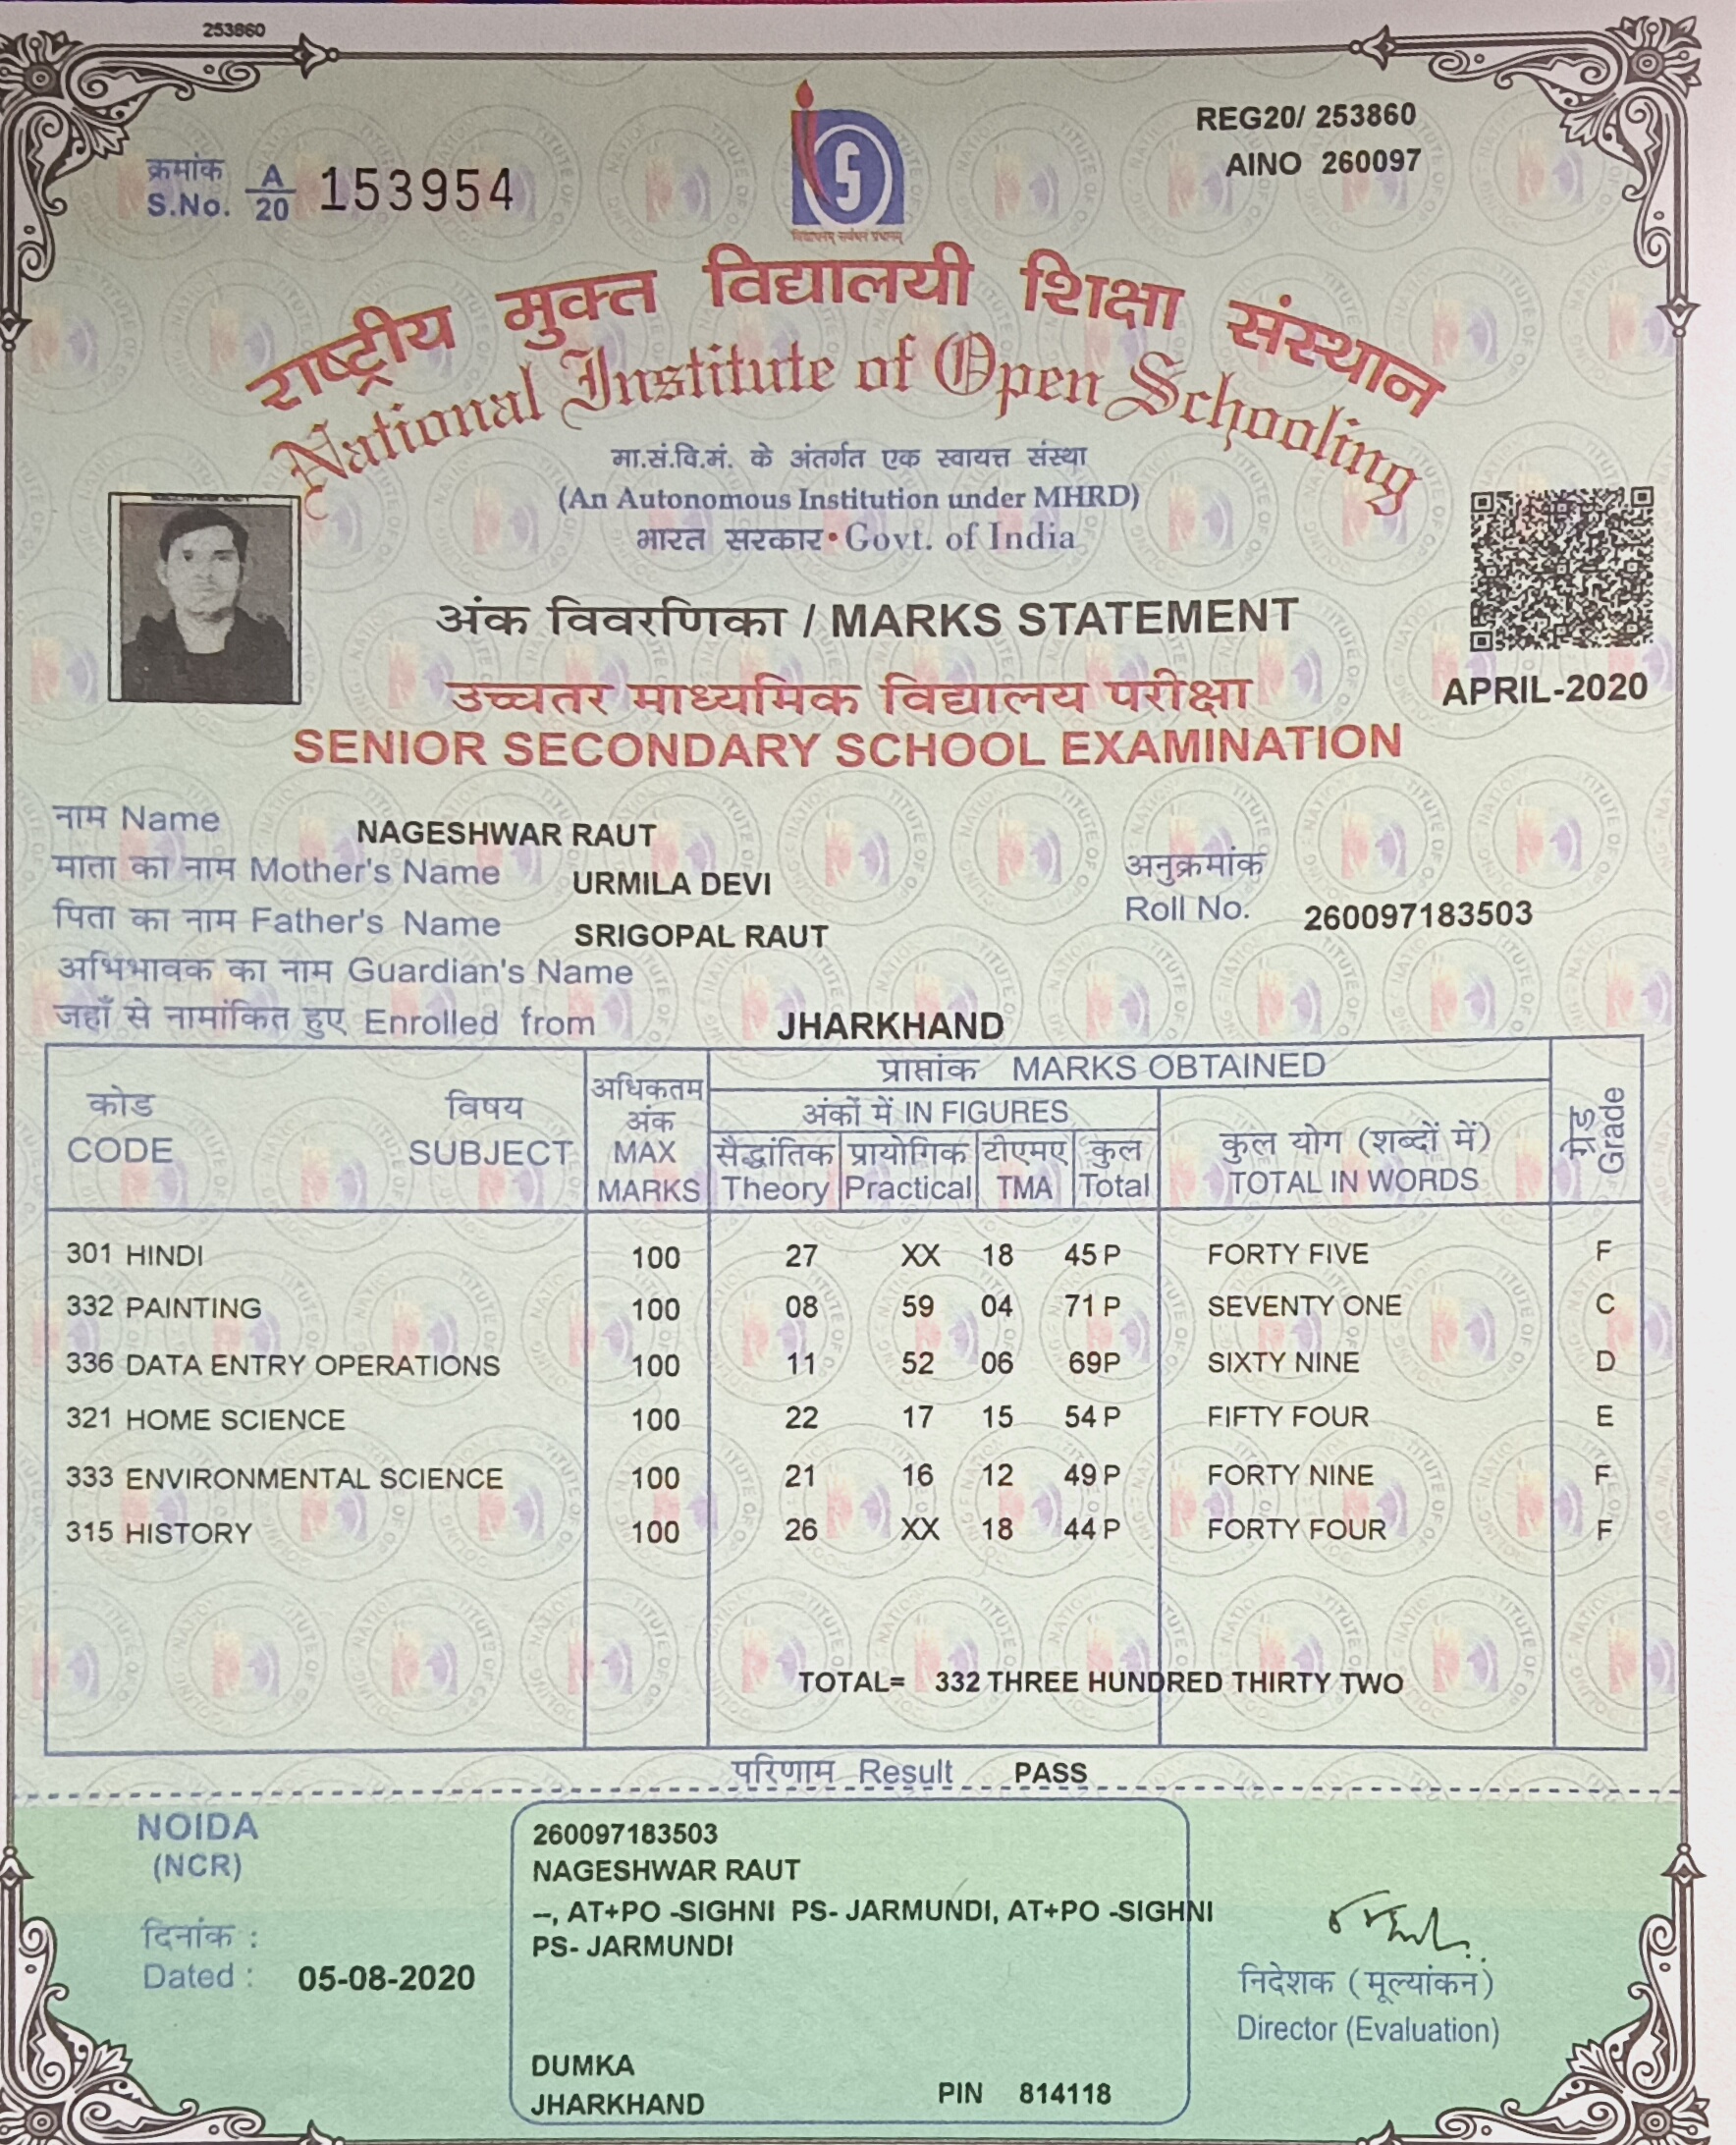 253860
REG20/ 253860
AINO 260097
क्रमांक
S.No. A/20 153954
विद्याधनम् सर्वधनं प्रधानम्
राष्ट्रीय मुक्त विद्यालयी शिक्षा संस्थान
National Institute of Open Schooling
मा.सं.वि.मं. के अंतर्गत एक स्वायत्त संस्था
(An Autonomous Institution under MHRD)
भारत सरकार•Govt. of India
अंक विवरणिका / MARKS STATEMENT
उच्चतर माध्यमिक विद्यालय परीक्षा
APRIL-2020
SENIOR SECONDARY SCHOOL EXAMINATION
नाम Name NAGESHWAR RAUT
माता का नाम Mother's Name URMILA DEVI
अनुक्रमांक
Roll No. 260097183503
पिता का नाम Father's Name SRIGOPAL RAUT
अभिभावक का नाम Guardian's Name
जहाँ से नामांकित हुए Enrolled from JHARKHAND
कोड विषय अधिकतम अंक प्राप्तांक MARKS OBTAINED ग्रेड
CODE SUBJECT MAX MARKS अंकों में IN FIGURES कुल योग (शब्दों में) Grade
सैद्धांतिक प्रायोगिक टीएमए कुल TOTAL IN WORDS
Theory Practical TMA Total
301 HINDI 100 27 XX 18 45 P FORTY FIVE F
332 PAINTING 100 08 59 04 71 P SEVENTY ONE C
336 DATA ENTRY OPERATIONS 100 11 52 06 69P SIXTY NINE D
321 HOME SCIENCE 100 22 17 15 54 P FIFTY FOUR E
333 ENVIRONMENTAL SCIENCE 100 21 16 12 49 P FORTY NINE F
315 HISTORY 100 26 XX 18 44 P FORTY FOUR F
TOTAL= 332 THREE HUNDRED THIRTY TWO
परिणाम Result PASS
NOIDA
(NCR)
दिनांक :
Dated : 05-08-2020
260097183503
NAGESHWAR RAUT
--, AT+PO -SIGHNI PS- JARMUNDI, AT+PO -SIGHNI
PS- JARMUNDI
DUMKA
JHARKHAND PIN 814118
निदेशक (मूल्यांकन)
Director (Evaluation)